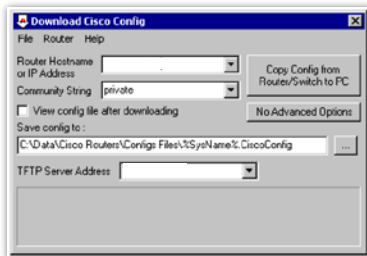 Download Cisco Config
File Router Help
Router Hostname
or IP Address
Copy Config from
Router/Switch to PC
Community String
private
View config file after downloading
No Advanced Options
Save config to :
C:\Data\Cisco Routers\Configs Files\%SysName%.CiscoConfig
...
TFTP Server Address